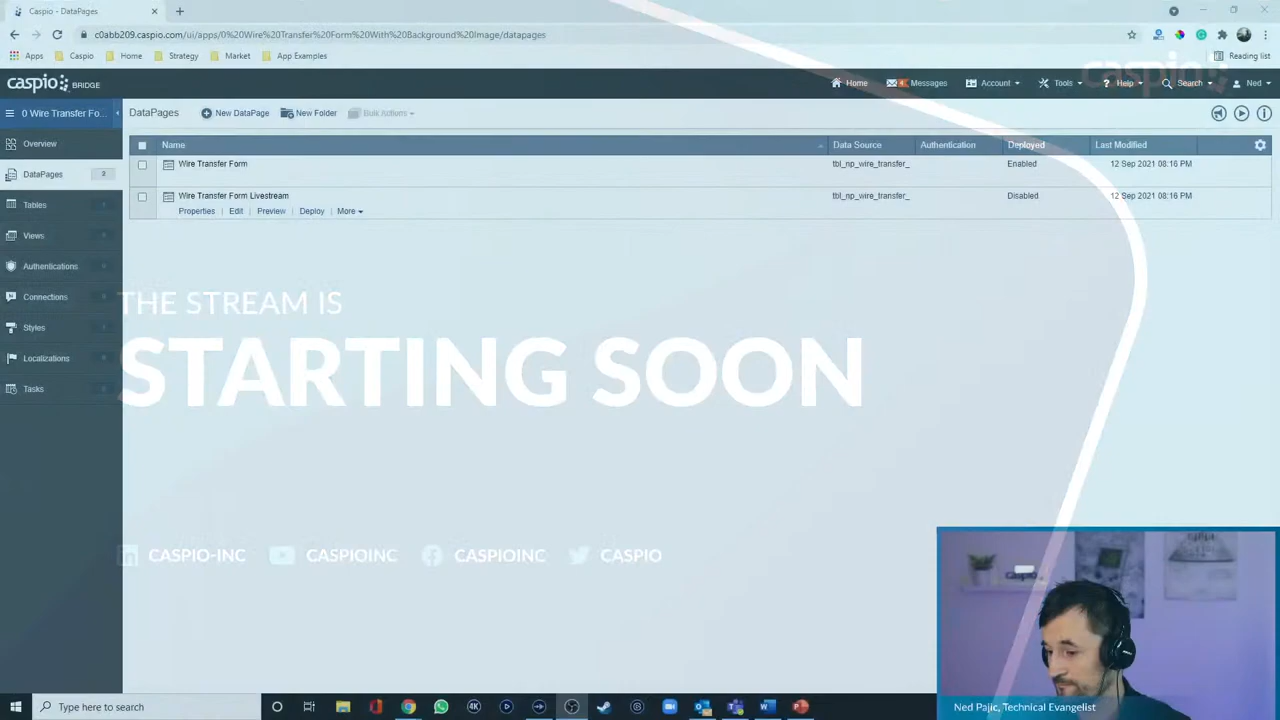 Caspio - DataPages
c0abb209.caspio.com/ui/apps/0%20Wire%20Transfer%20Form%20With%20Background%20Image/datapages
Apps Caspio Home Strategy Market App Examples Reading list
caspio BRIDGE Home Messages Account Tools Help Search Ned
caspio
0 Wire Transfer Fo... DataPages New DataPage New Folder Bulk Actions
Overview
DataPages
Tables
Views
Authentications
Connections
Styles
Localizations
Tasks
Name Data Source Authentication Deployed Last Modified
Wire Transfer Form tbl_np_wire_transfer_ Enabled 12 Sep 2021 08:16 PM
Wire Transfer Form Livestream tbl_np_wire_transfer_ Disabled 12 Sep 2021 08:16 PM
Properties | Edit | Preview | Deploy | More
THE STREAM IS
STARTING SOON
CASPIO-INC CASPIOINC CASPIOINC CASPIO
caspio
Ned Pajic, Technical Evangelist
Type here to search